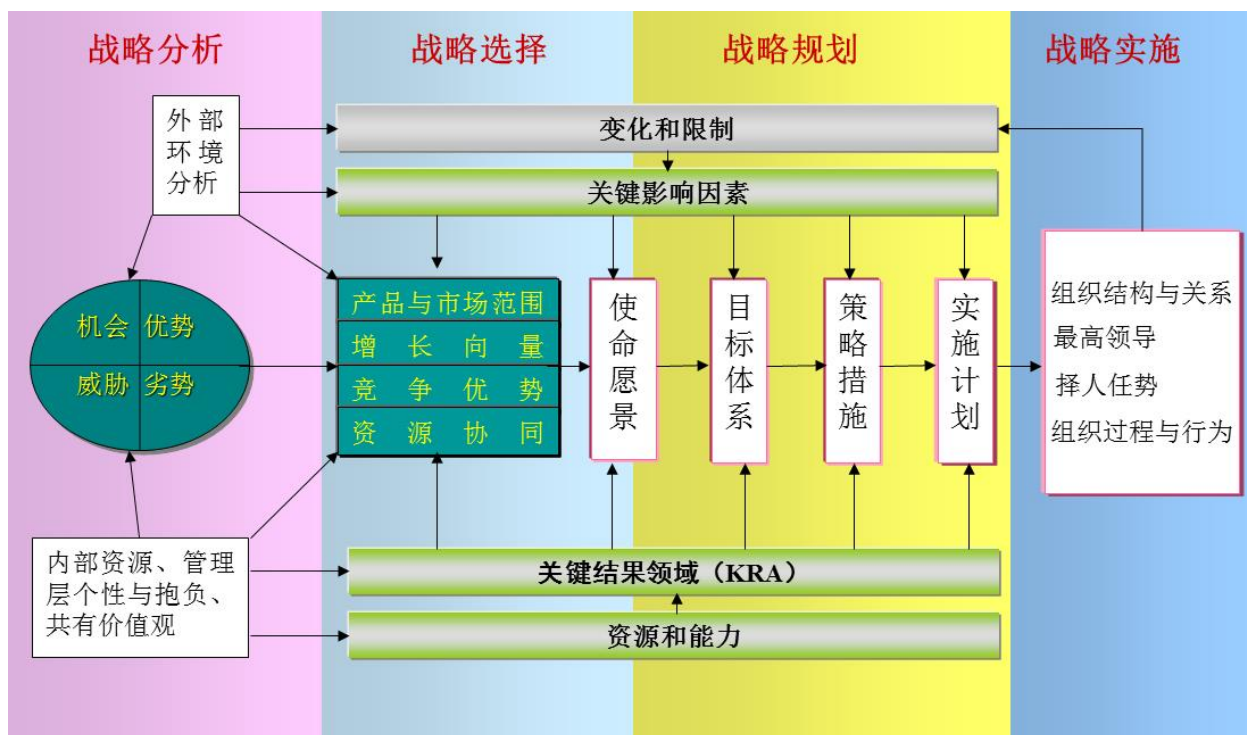 战略分析
战略选择
战略规划
战略实施
外部
环境
分析
变化和限制
关键影响因素
机会 优势
威胁 劣势
产品与市场范围
增长向量
竞争优势
资源协同
使命愿景
目标体系
策略措施
实施计划
组织结构与关系
最高领导
择人任势
组织过程与行为
内部资源、管理
层个性与抱负、
共有价值观
关键结果领域（KRA）
资源和能力